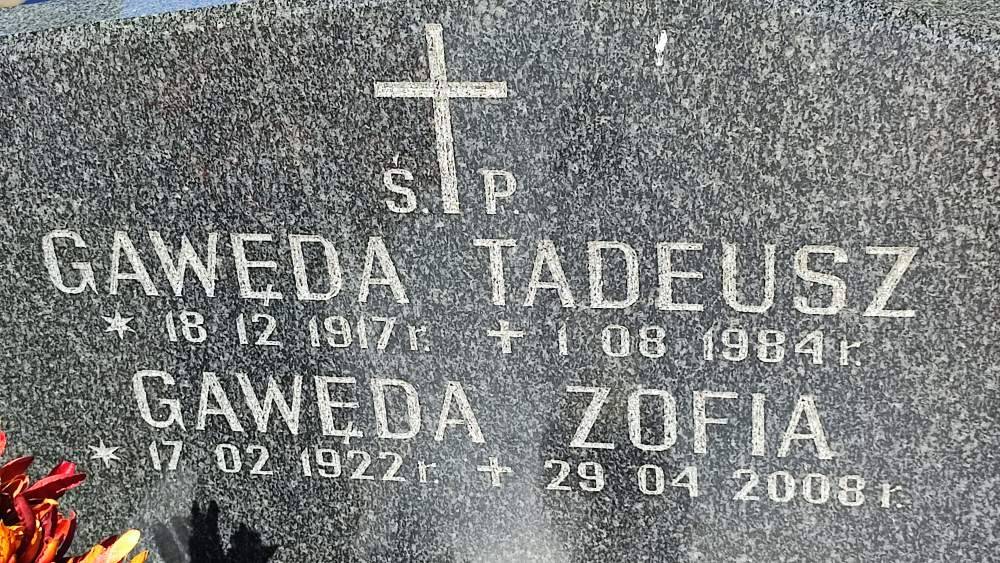 Ś. P.
GAWĘDA TADEUSZ
* 18 12 1917 r. + 1 08 1984 r.
GAWĘDA ZOFIA
* 17 02 1922 r. + 29 04 2008 r.